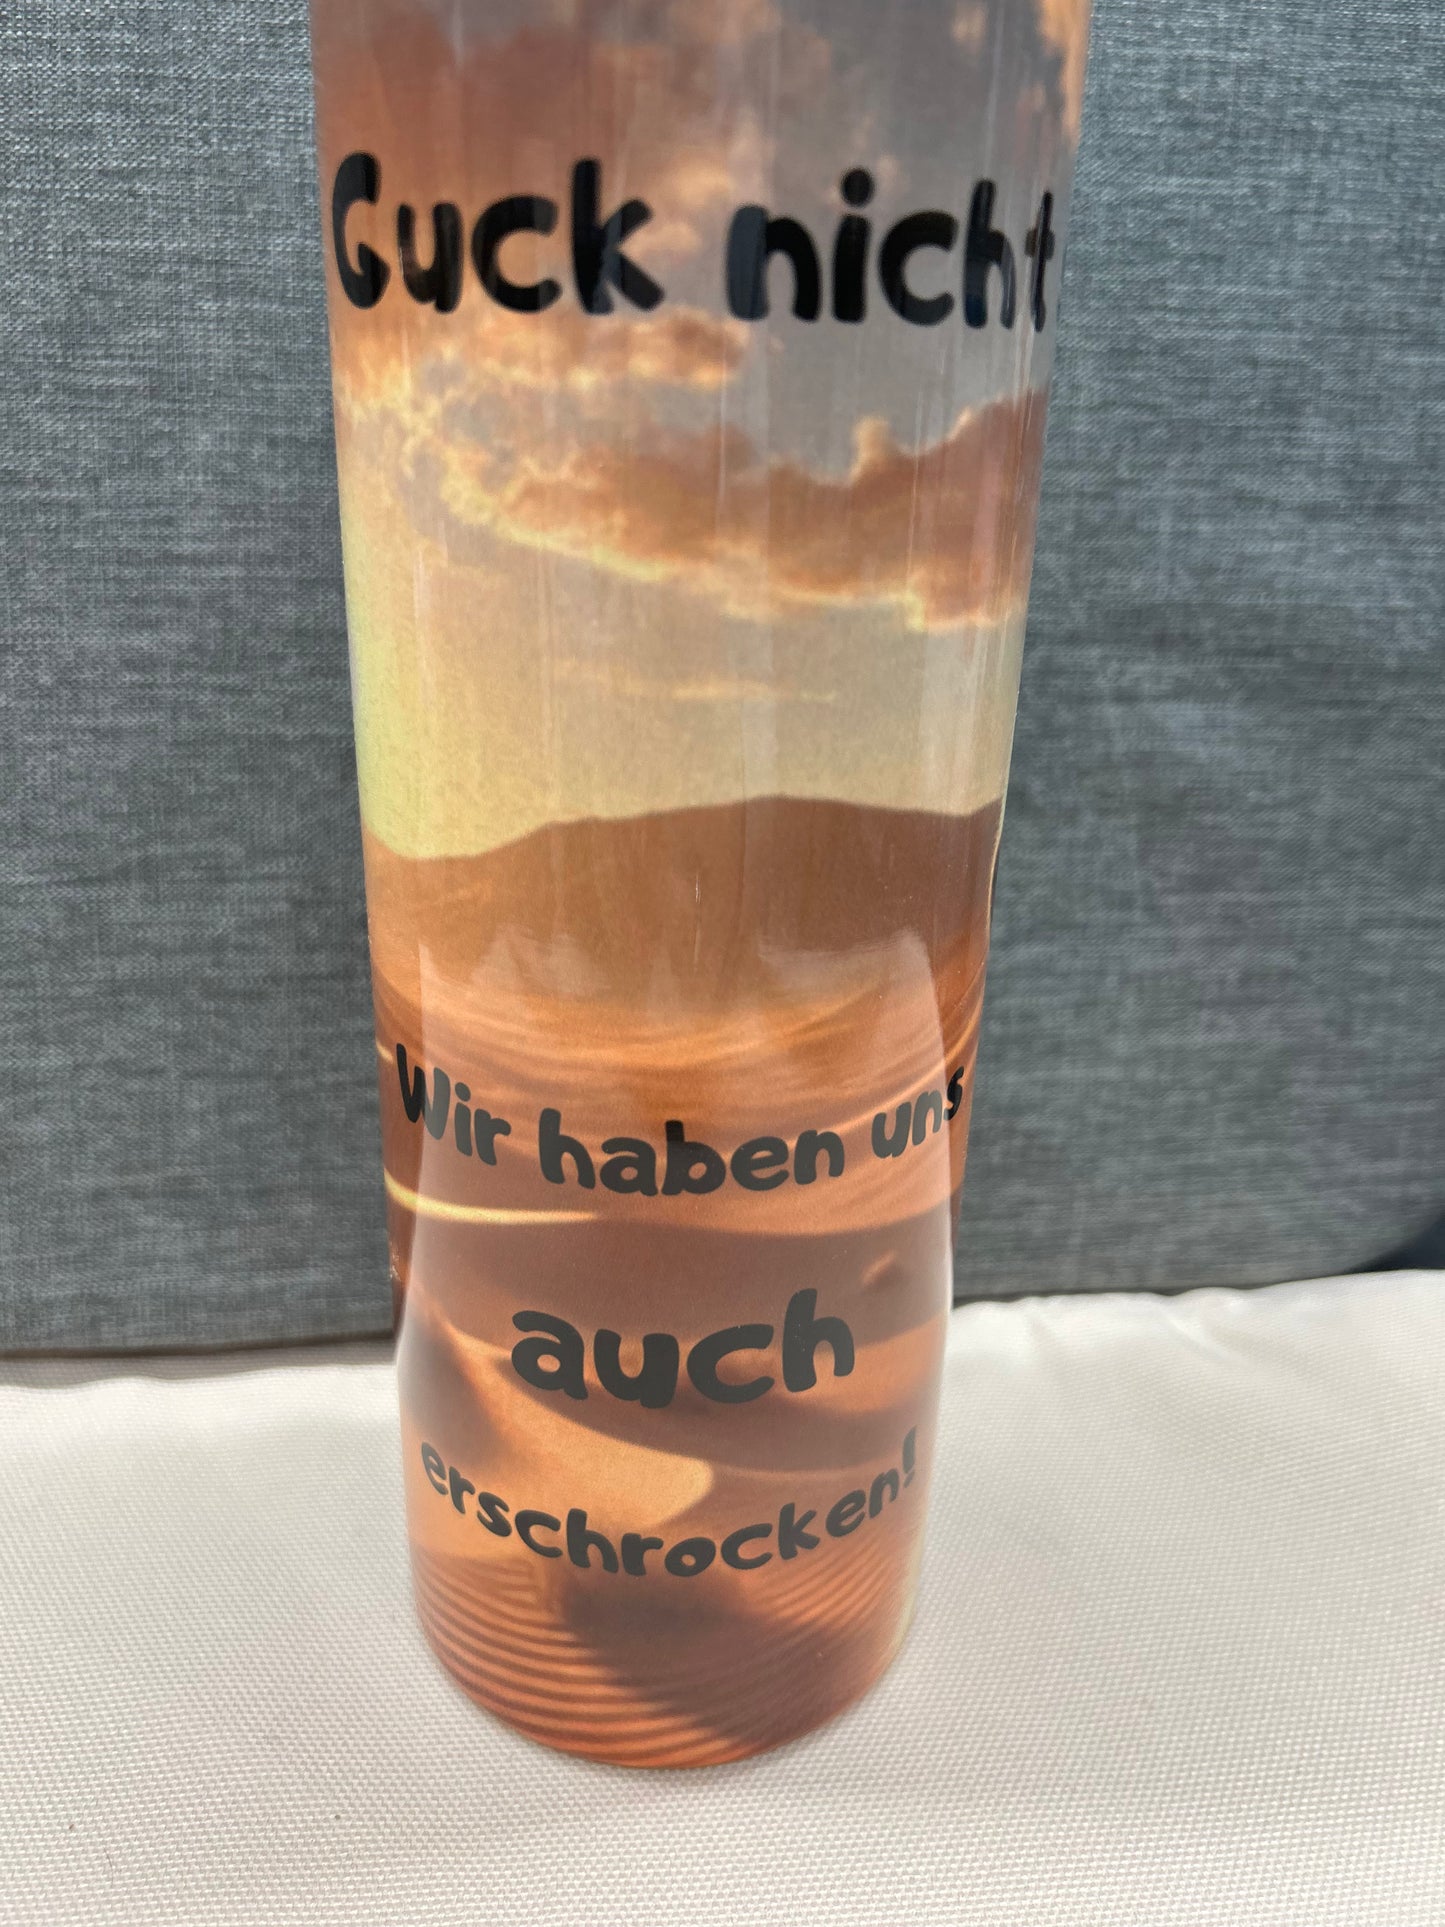 Guck nicht
Wir haben uns
auch
erschrocken!